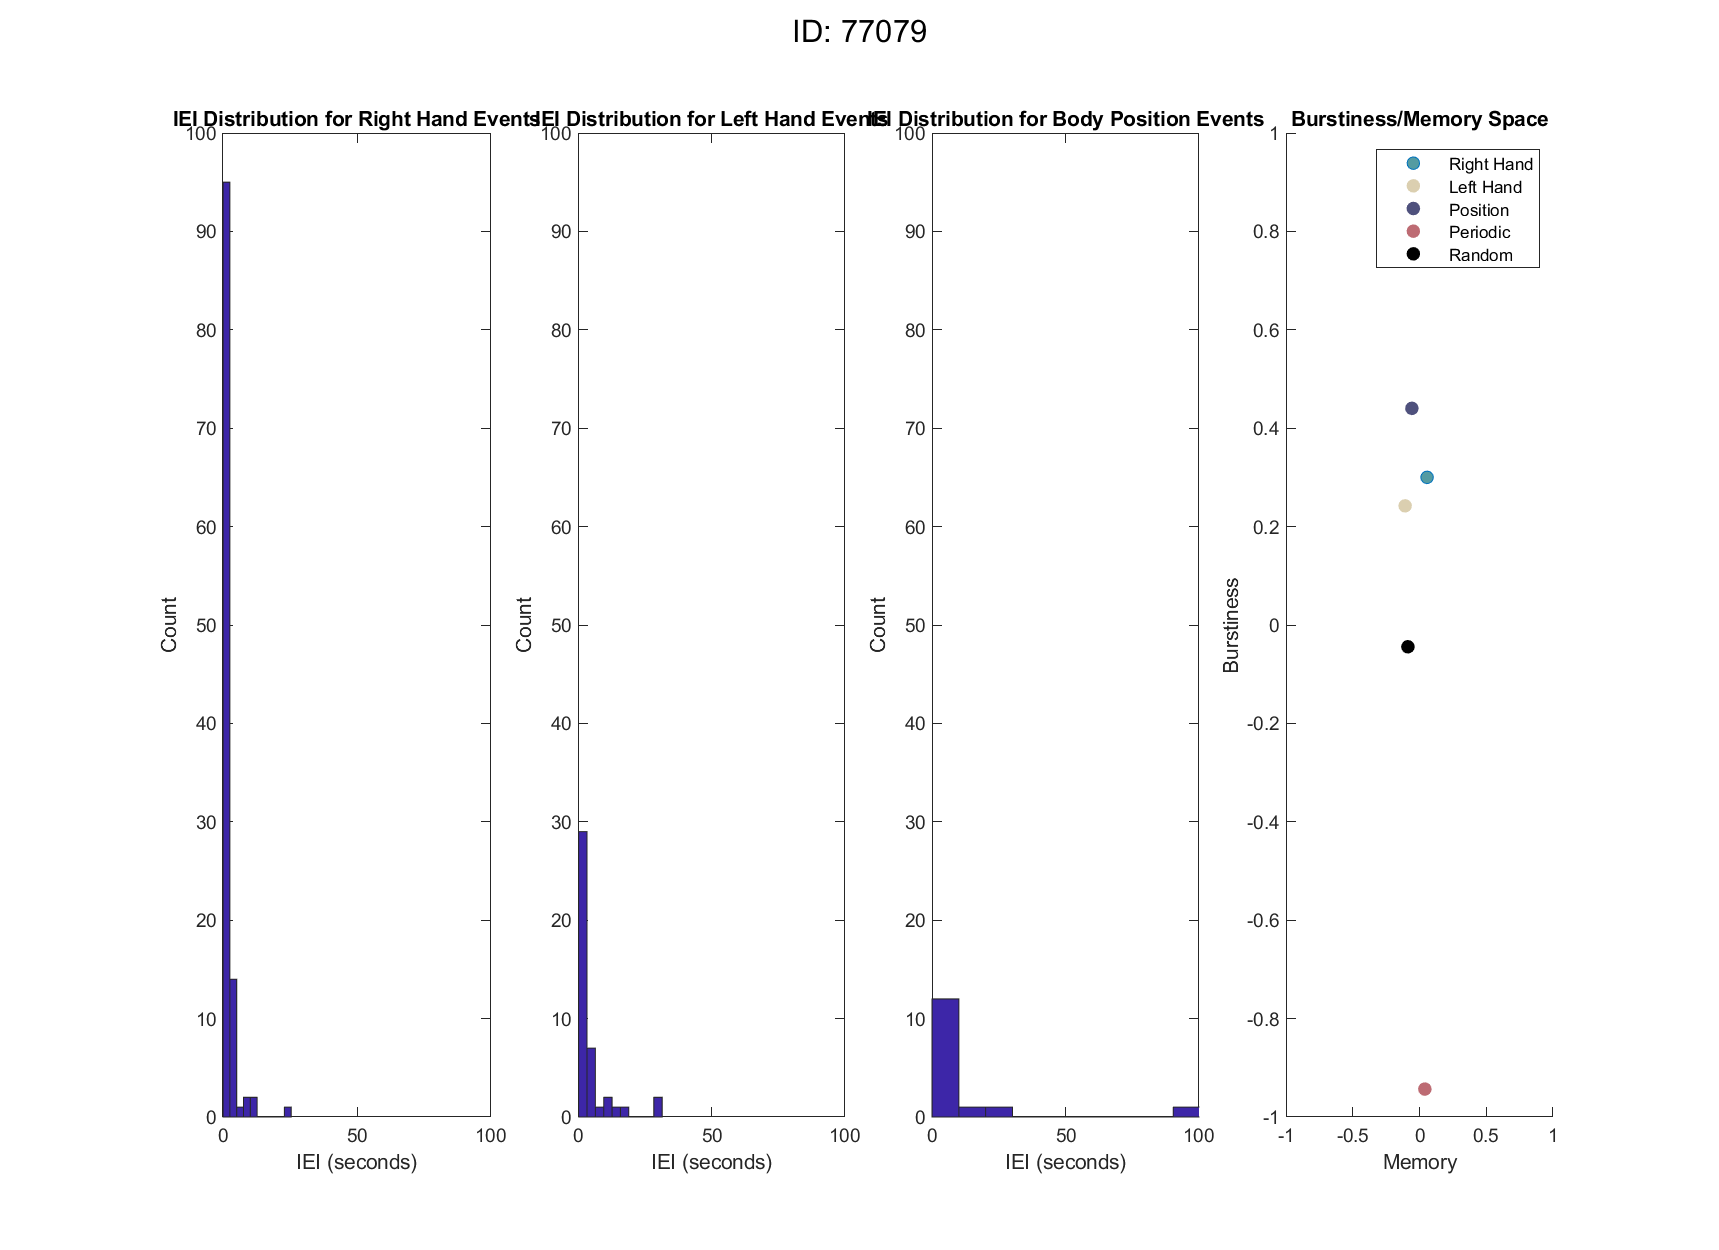 ID: 77079
IEI Distribution for Right Hand Events
100
90
80
70
60
50
40
30
20
10
0
0 50 100
Count
IEI (seconds)
IEI Distribution for Left Hand Events
100
90
80
70
60
50
40
30
20
10
0
0 50 100
Count
IEI (seconds)
IEI Distribution for Body Position Events
100
90
80
70
60
50
40
30
20
10
0
0 50 100
Count
IEI (seconds)
Burstiness/Memory Space
1
0.8
0.6
0.4
0.2
0
-0.2
-0.4
-0.6
-0.8
-1
-1 -0.5 0 0.5 1
Burstiness
Memory
Right Hand
Left Hand
Position
Periodic
Random